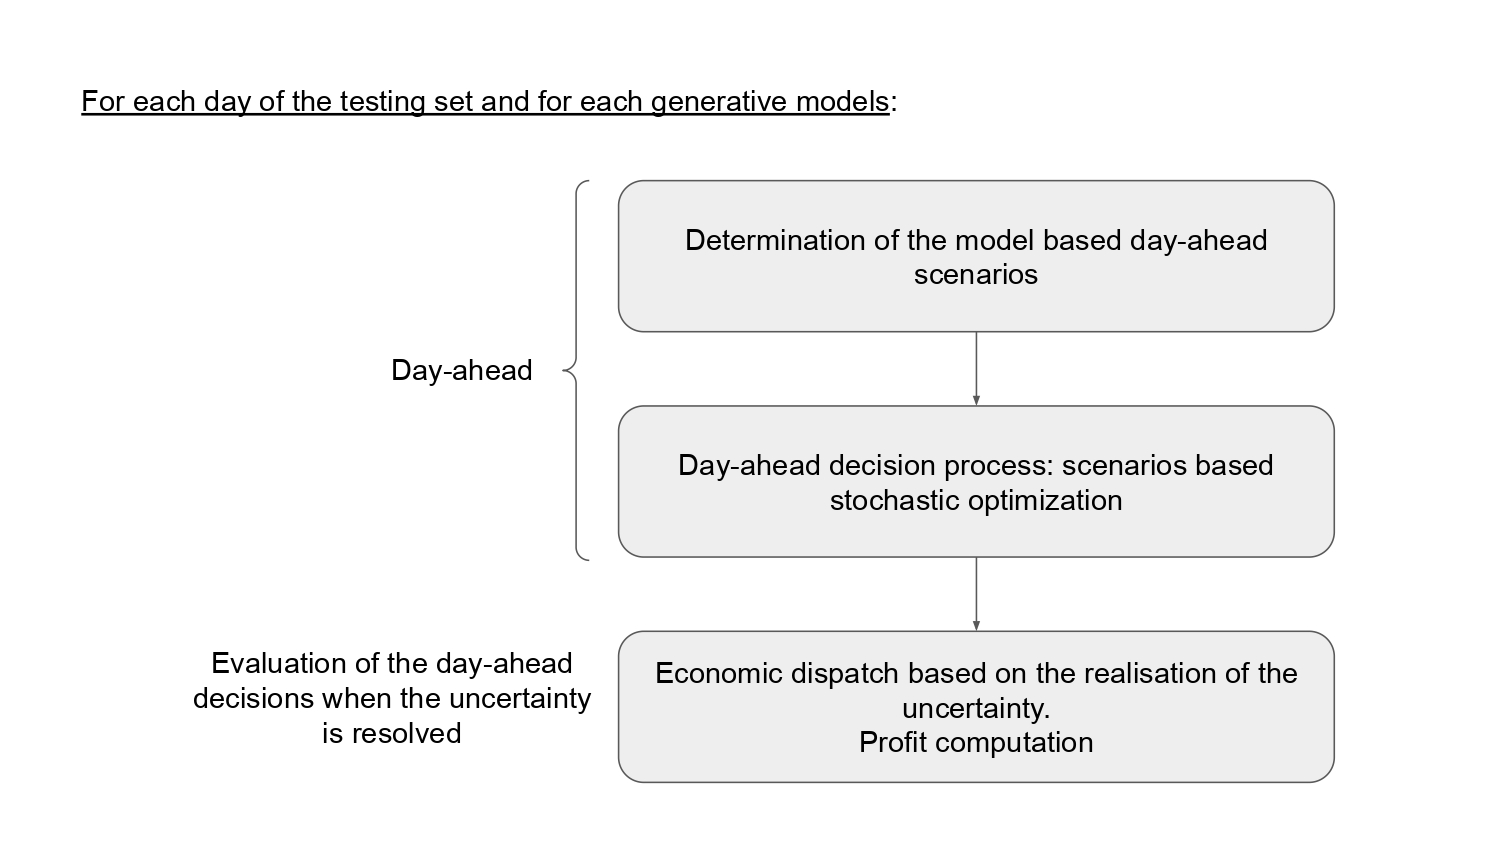 For each day of the testing set and for each generative models:
Determination of the model based day-ahead
scenarios
Day-ahead
Day-ahead decision process: scenarios based
stochastic optimization
Evaluation of the day-ahead
decisions when the uncertainty
is resolved
Economic dispatch based on the realisation of the
uncertainty.
Profit computation